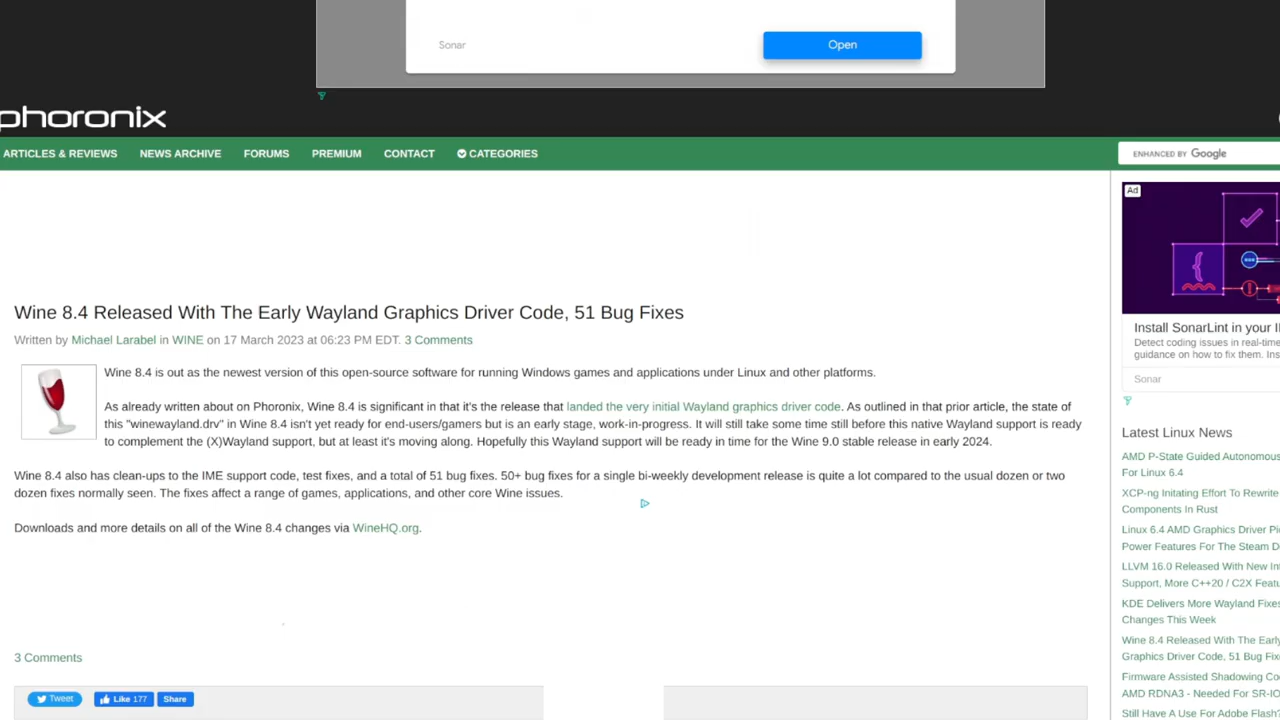 Sonar
Open
phoronix
ARTICLES & REVIEWS NEWS ARCHIVE FORUMS PREMIUM CONTACT CATEGORIES
ENHANCED BY Google
Ad
Wine 8.4 Released With The Early Wayland Graphics Driver Code, 51 Bug Fixes
Written by Michael Larabel in WINE on 17 March 2023 at 06:23 PM EDT. 3 Comments
Wine 8.4 is out as the newest version of this open-source software for running Windows games and applications under Linux and other platforms.
As already written about on Phoronix, Wine 8.4 is significant in that it's the release that landed the very initial Wayland graphics driver code. As outlined in that prior article, the state of
this "winewayland.drv" in Wine 8.4 isn't yet ready for end-users/gamers but is an early stage, work-in-progress. It will still take some time still before this native Wayland support is ready
to complement the (X)Wayland support, but at least it's moving along. Hopefully this Wayland support will be ready in time for the Wine 9.0 stable release in early 2024.
Wine 8.4 also has clean-ups to the IME support code, test fixes, and a total of 51 bug fixes. 50+ bug fixes for a single bi-weekly development release is quite a lot compared to the usual dozen or two
dozen fixes normally seen. The fixes affect a range of games, applications, and other core Wine issues.
Downloads and more details on all of the Wine 8.4 changes via WineHQ.org.
3 Comments
Tweet Like 177 Share
Install SonarLint in your
Detect coding issues in real-time
guidance on how to fix them.
Sonar
Latest Linux News
AMD P-State Guided Autonomous
For Linux 6.4
XCP-ng Initating Effort To Rewrite
Components In Rust
Linux 6.4 AMD Graphics Driver
Power Features For The Steam
LLVM 16.0 Released With New
Support, More C++20 / C2X
KDE Delivers More Wayland Fixes
Changes This Week
Wine 8.4 Released With The Early
Graphics Driver Code, 51 Bug
Firmware Assisted Shadowing
AMD RDNA3 - Needed For
Still Have A Use For Adobe Flash?